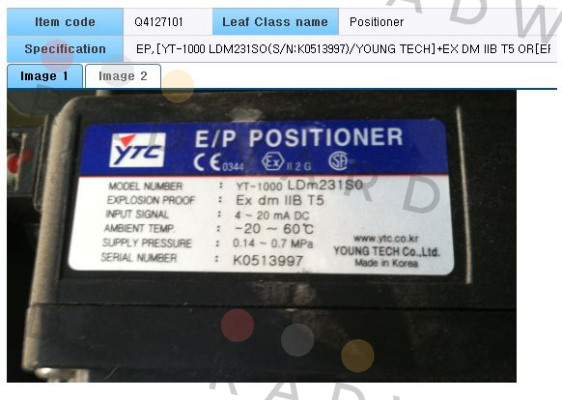 Item code Q4127101 Leaf Class name Positioner
Specification EP,[YT-1000 LDM231SO(S/N:K0513997)/YOUNG TECH]+EX DM IIB T5 OR[EF
Image 1 Image 2
YTC E/P POSITIONER
CE 0344 Ex II 2 G
MODEL NUMBER : YT-1000 LDm231S0
EXPLOSION PROOF : Ex dm IIB T5
INPUT SIGNAL : 4 ~ 20 mA DC
AMBIENT TEMP. : -20 ~ 60℃
SUPPLY PRESSURE : 0.14 ~ 0.7 MPa
SERIAL NUMBER : K0513997
www.ytc.co.kr
YOUNG TECH Co.,Ltd.
Made in Korea